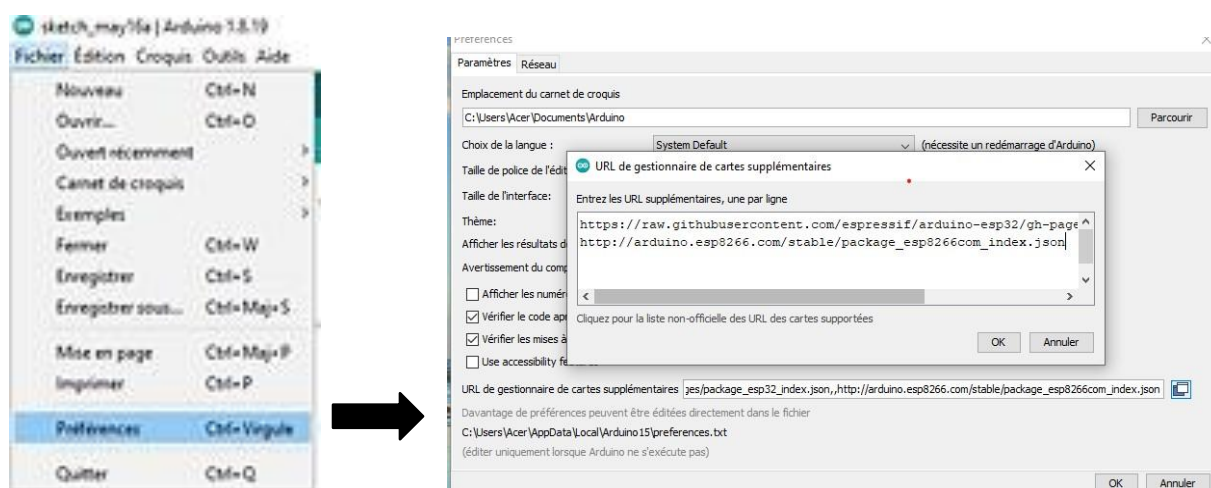 sketch_may16a | Arduino 1.8.19
Fichier Édition Croquis Outils Aide
Nouveau Ctrl+N
Ouvrir... Ctrl+O
Ouvert récemment >
Carnet de croquis >
Exemples >
Fermer Ctrl+W
Enregistrer Ctrl+S
Enregistrer sous... Ctrl+Maj+S
Mise en page Ctrl+Maj+P
Imprimer Ctrl+P
Préférences Ctrl+Virgule
Quitter Ctrl+Q
Préférences
Paramètres Réseau
Emplacement du carnet de croquis
C:\Users\Acer\Documents\Arduino Parcourir
Choix de la langue : System Default (nécessite un redémarrage d'Arduino)
Taille de police de l'édit
Taille de l'interface:
Thème:
Afficher les résultats d
Avertissement du comp
Afficher les numér
Vérifier le code apr
Vérifier les mises à
Use accessibility features
URL de gestionnaire de cartes supplémentaires
Entrez les URL supplémentaires, une par ligne
https://raw.githubusercontent.com/espressif/arduino-esp32/gh-page
http://arduino.esp8266.com/stable/package_esp8266com_index.json
Cliquez pour la liste non-officielle des URL des cartes supportées
OK Annuler
URL de gestionnaire de cartes supplémentaires ges/package_esp32_index.json,,http://arduino.esp8266.com/stable/package_esp8266com_index.json
Davantage de préférences peuvent être éditées directement dans le fichier
C:\Users\Acer\AppData\Local\Arduino15\preferences.txt
(éditer uniquement lorsque Arduino ne s'exécute pas)
OK Annuler